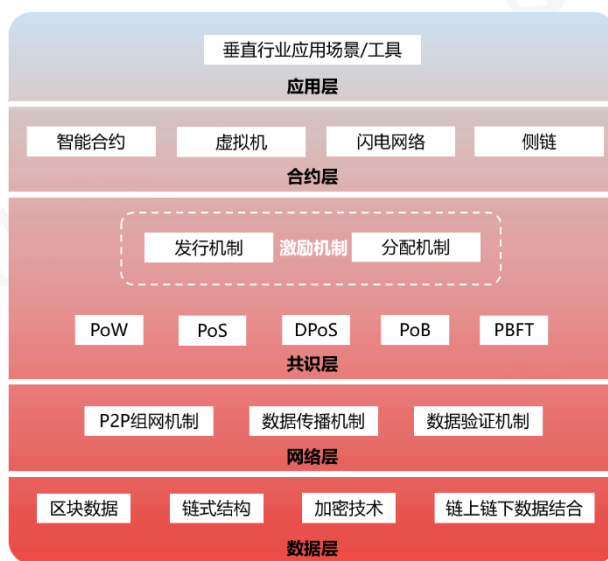 垂直行业应用场景/工具
应用层
智能合约 虚拟机 闪电网络 侧链
合约层
发行机制 激励机制 分配机制
PoW PoS DPoS PoB PBFT
共识层
P2P组网机制 数据传播机制 数据验证机制
网络层
区块数据 链式结构 加密技术 链上链下数据结合
数据层